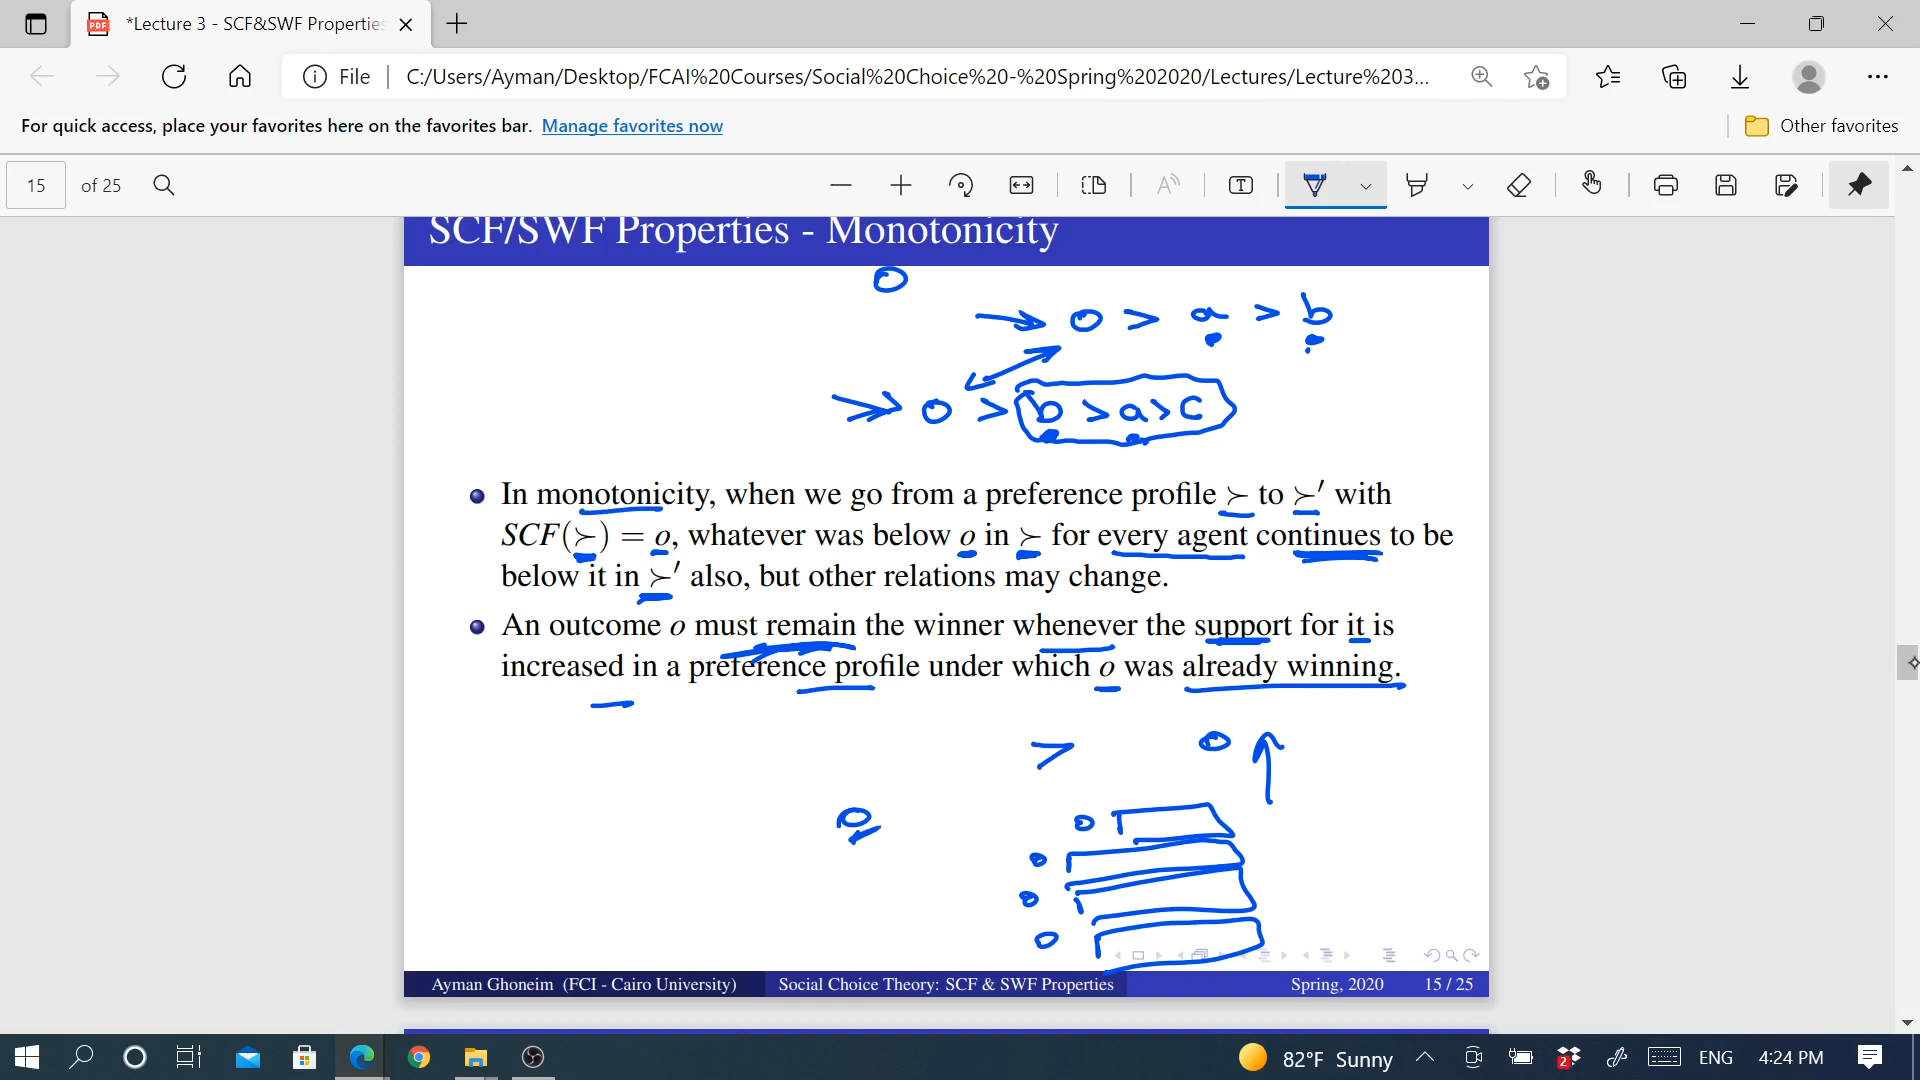 *Lecture 3 - SCF&SWF Properties
File
C:/Users/Ayman/Desktop/FCAI%20Courses/Social%20Choice%20-%20Spring%202020/Lectures/Lecture%203...
For quick access, place your favorites here on the favorites bar. Manage favorites now
Other favorites
15 of 25
SCF/SWF Properties - Monotonicity
o
o > a > b
o > b > a > c
In monotonicity, when we go from a preference profile ≻ to ≻′ with
SCF(≻) = o, whatever was below o in ≻ for every agent continues to be
below it in ≻′ also, but other relations may change.
An outcome o must remain the winner whenever the support for it is
increased in a preference profile under which o was already winning.
> o
o
o
o
o
o
Ayman Ghoneim (FCI - Cairo University) Social Choice Theory: SCF & SWF Properties Spring, 2020 15 / 25
82°F Sunny 2 ENG 4:24 PM